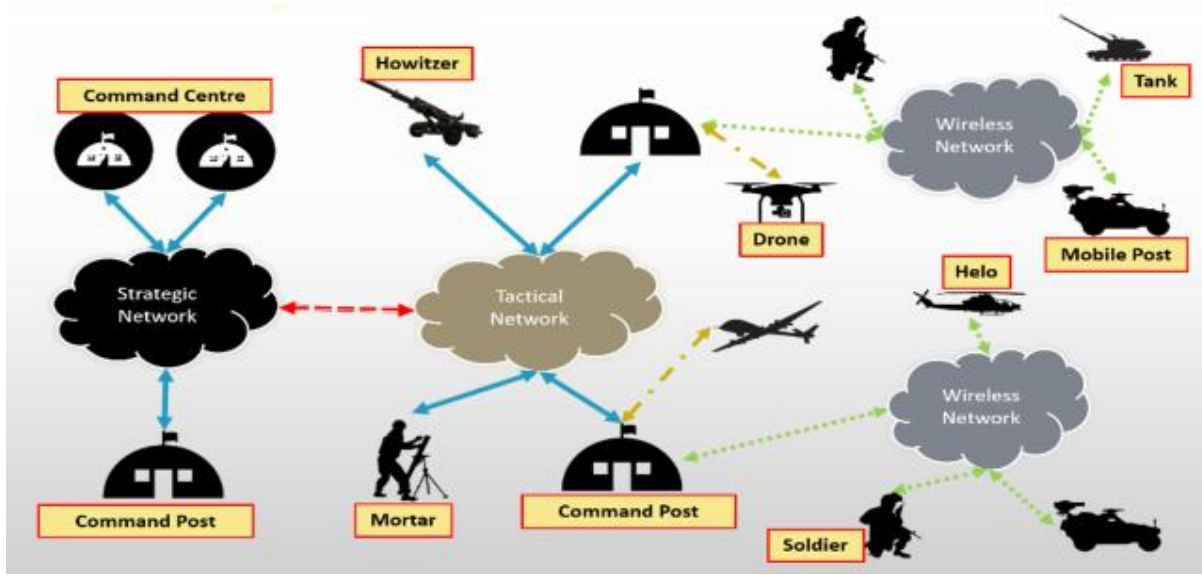 Howitzer
Command Centre
Tank
Wireless
Network
Drone
Mobile Post
Helo
Strategic
Network
Tactical
Network
Wireless
Network
Command Post
Mortar
Command Post
Soldier